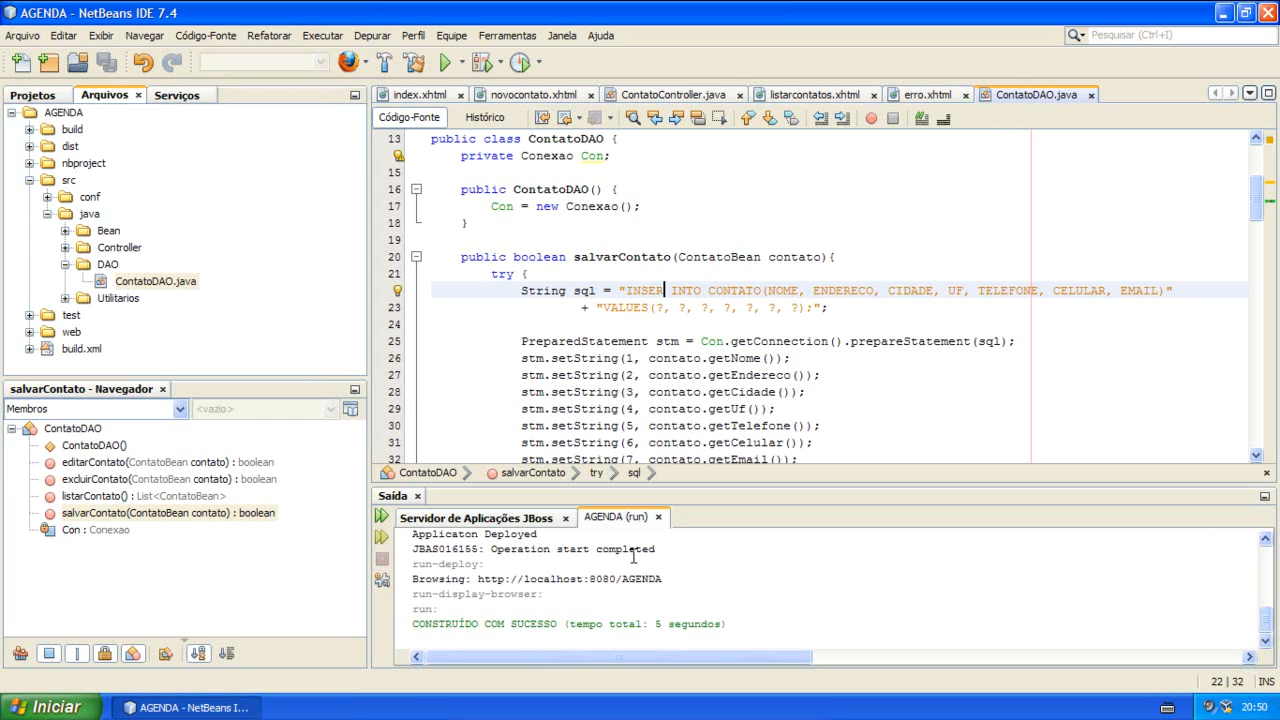 AGENDA - NetBeans IDE 7.4
Arquivo Editar Exibir Navegar Código-Fonte Refatorar Executar Depurar Perfil Equipe Ferramentas Janela Ajuda
Pesquisar (Ctrl+I)
Projetos Arquivos Serviços
AGENDA
build
dist
nbproject
src
conf
java
Bean
Controller
DAO
ContatoDAO.java
Utilitarios
test
web
build.xml
salvarContato - Navegador
Membros <vazio>
ContatoDAO
ContatoDAO()
editarContato(ContatoBean contato) : boolean
excluirContato(ContatoBean contato) : boolean
listarContato() : List<ContatoBean>
salvarContato(ContatoBean contato) : boolean
Con : Conexao
index.xhtml novocontato.xhtml ContatoController.java listarcontatos.xhtml erro.xhtml ContatoDAO.java
Código-Fonte Histórico
13 public class ContatoDAO {
private Conexao Con;
15
16 public ContatoDAO() {
17 Con = new Conexao();
18 }
19
20 public boolean salvarContato(ContatoBean contato){
21 try {
String sql = "INSER INTO CONTATO(NOME, ENDERECO, CIDADE, UF, TELEFONE, CELULAR, EMAIL)"
23 + "VALUES(?, ?, ?, ?, ?, ?, ?);";
24
25 PreparedStatement stm = Con.getConnection().prepareStatement(sql);
26 stm.setString(1, contato.getNome());
27 stm.setString(2, contato.getEndereco());
28 stm.setString(3, contato.getCidade());
29 stm.setString(4, contato.getUf());
30 stm.setString(5, contato.getTelefone());
31 stm.setString(6, contato.getCelular());
32 stm.setString(7, contato.getEmail());
ContatoDAO salvarContato try sql
Saída
Servidor de Aplicações JBoss AGENDA (run)
Applicaton Deployed
JBAS016155: Operation start completed
run-deploy:
Browsing: http://localhost:8080/AGENDA
run-display-browser:
run:
CONSTRUÍDO COM SUCESSO (tempo total: 5 segundos)
22 | 32 INS
Iniciar AGENDA - NetBeans I... 20:50